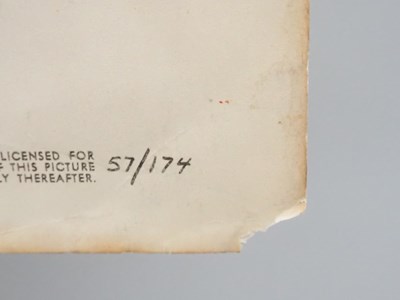 LICENSED FOR
THIS PICTURE 57/174
THEREAFTER.